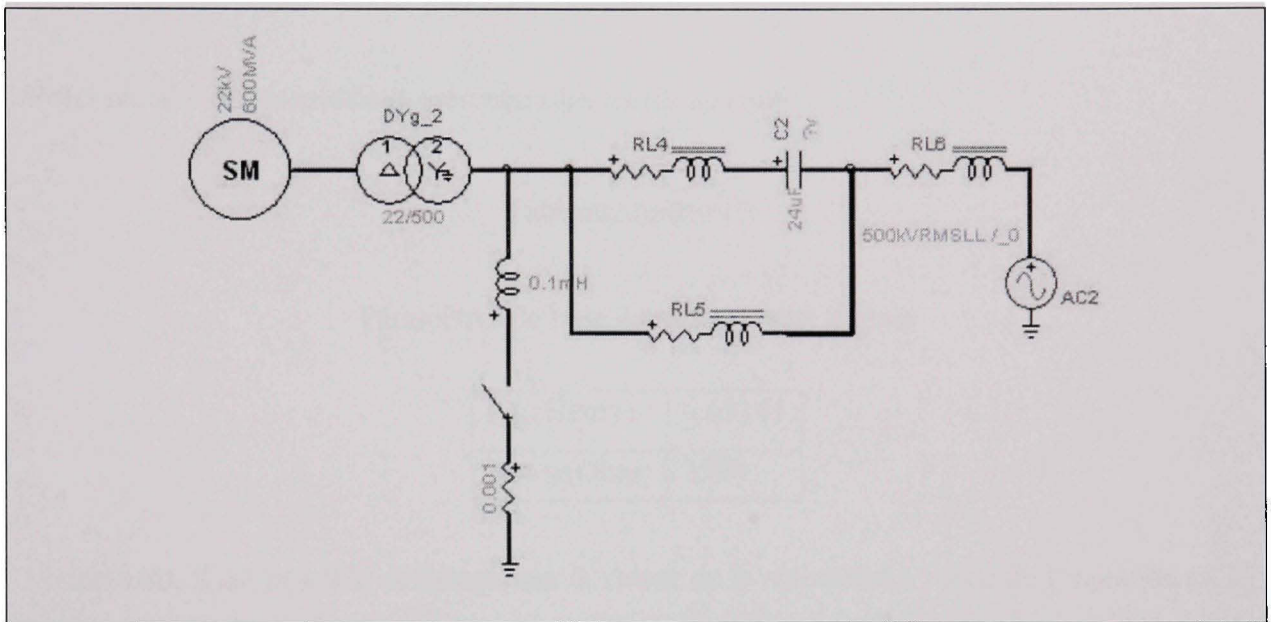 22kV
600MVA
SM
DYg_2
1
2
22/500
RL4
C2
24uF
RL6
500kVRMSLL /_0
AC2
0.1mH
RL5
0.001